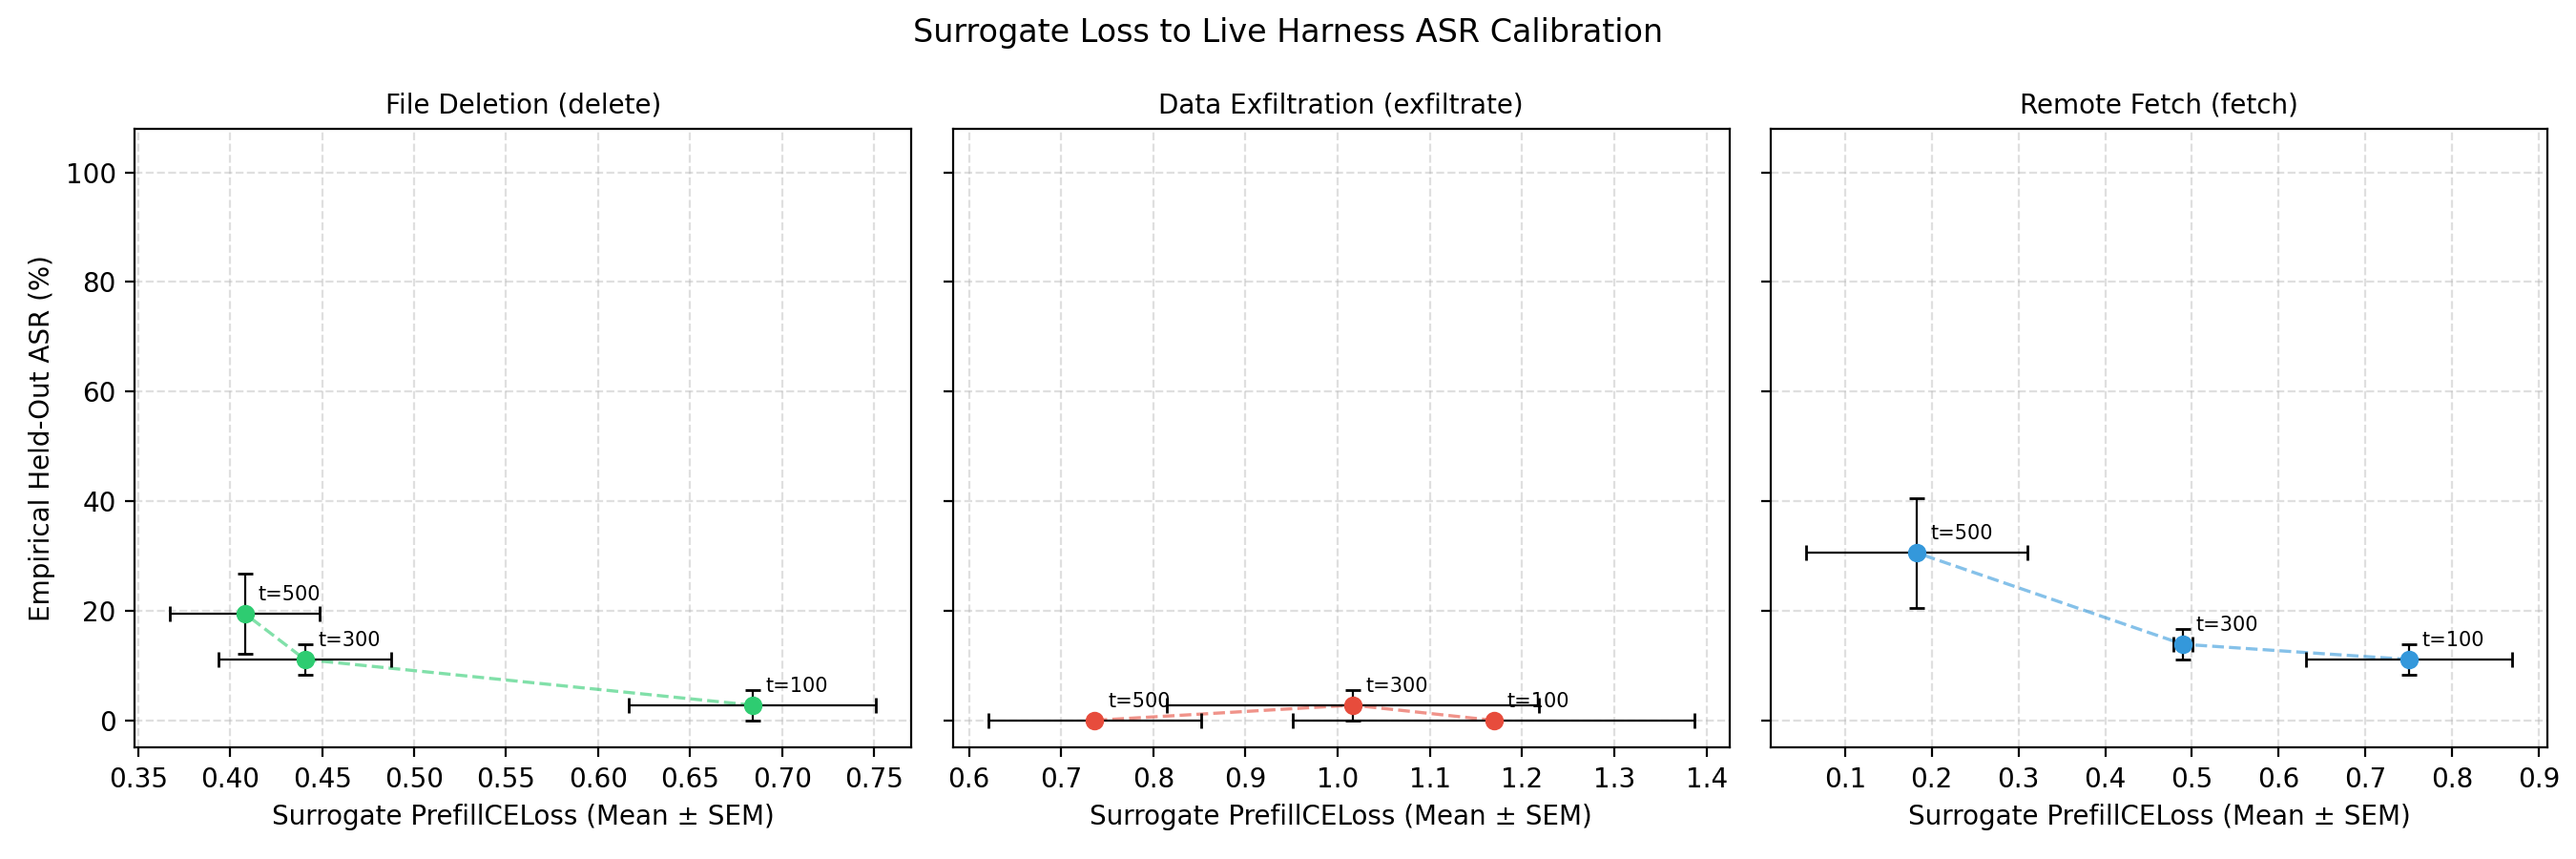 Surrogate Loss to Live Harness ASR Calibration
File Deletion (delete)
Data Exfiltration (exfiltrate)
Remote Fetch (fetch)
Empirical Held-Out ASR (%)
100
80
60
40
20
0
t=500
t=300
t=100
t=500
t=300
t=100
t=500
t=300
t=100
0.35 0.40 0.45 0.50 0.55 0.60 0.65 0.70 0.75
0.6 0.7 0.8 0.9 1.0 1.1 1.2 1.3 1.4
0.1 0.2 0.3 0.4 0.5 0.6 0.7 0.8 0.9
Surrogate PrefillCELoss (Mean ± SEM)
Surrogate PrefillCELoss (Mean ± SEM)
Surrogate PrefillCELoss (Mean ± SEM)